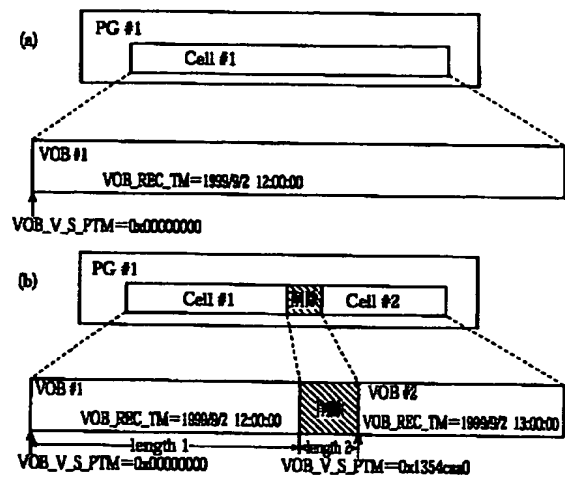 (a)
PG #1
Cell #1
VOB #1
VOB_REC_TM=1999/9/2 12:00:00
VOB_V_S_PTM=0x00000000
(b)
PG #1
Cell #1
Cell #2
VOB #1
VOB #2
VOB_REC_TM=1999/9/2 12:00:00
VOB_REC_TM=1999/9/2 13:00:00
length 1
length 2
VOB_V_S_PTM=0x00000000
VOB_V_S_PTM=0x1354caa0